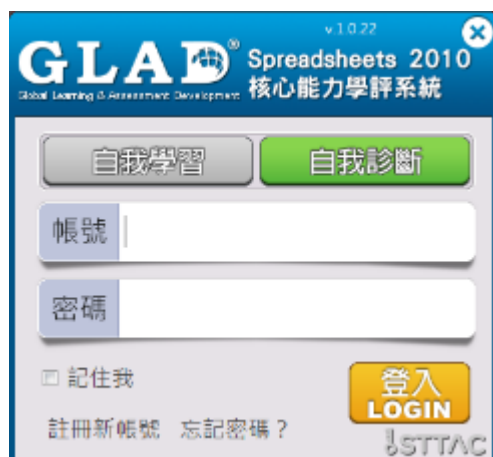 v.1.0.22
GLAD®
Spreadsheets 2010
Global Learning & Assessment Development
核心能力學評系統
自我學習
自我診斷
帳號
密碼
記住我
登入
LOGIN
註冊新帳號 忘記密碼？
STTAC